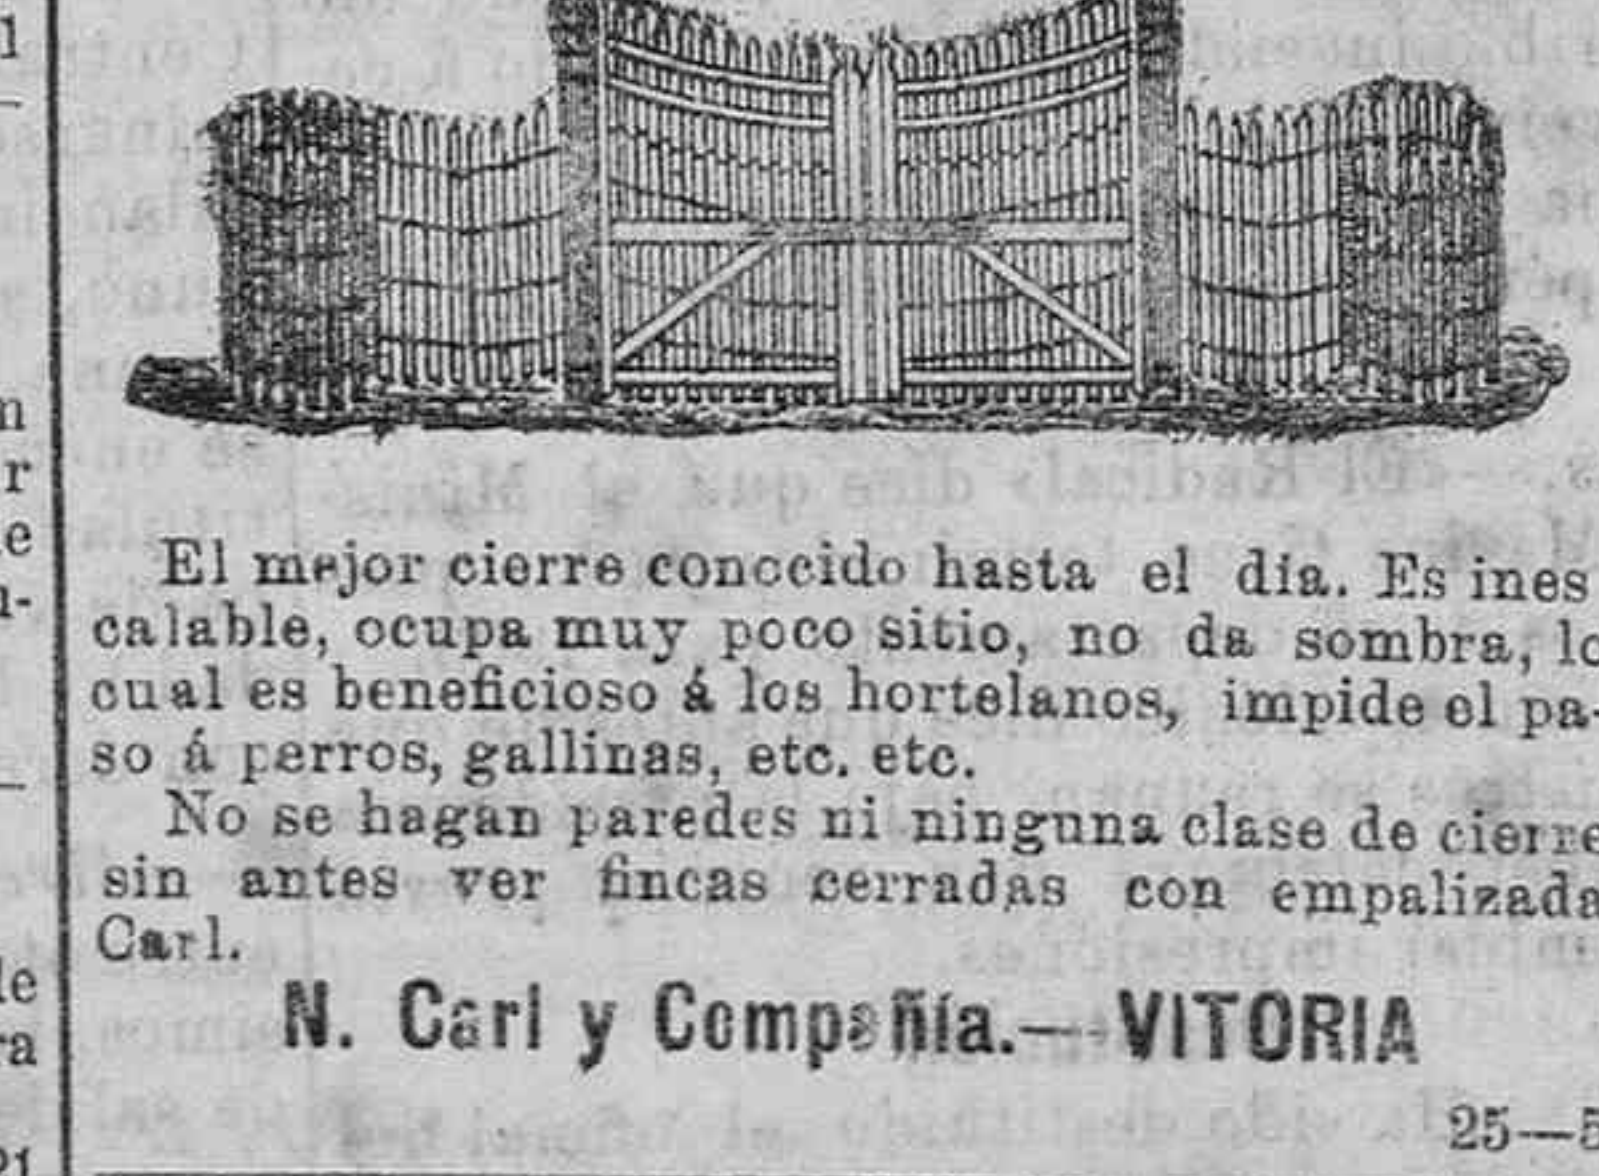 El mejor cierre conocido hasta el día. Es ines
calable, ocupa muy poco sitio, no da sombra, lo
cual es beneficioso á los hortelanos, impide el pa-
so á perros, gallinas, etc. etc.
No se hagan paredes ni ninguna clase de cierre
sin antes ver fincas cerradas con empalizada
Carl.
N. Carl y Compañía.—VITORIA
25—5